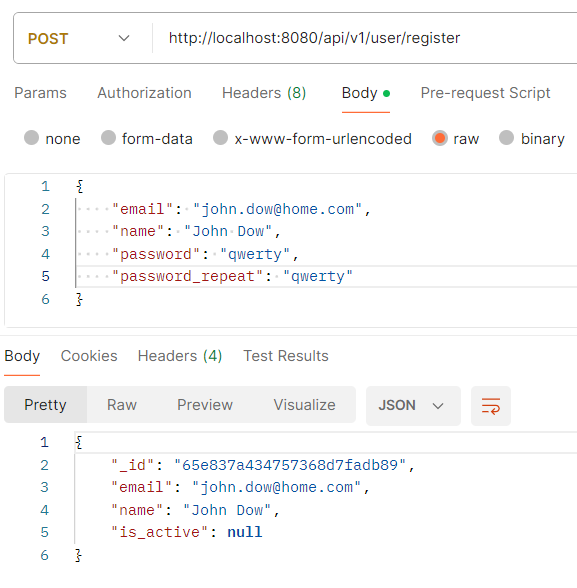 POST http://localhost:8080/api/v1/user/register
Params Authorization Headers (8) Body Pre-request Script
none form-data x-www-form-urlencoded raw binary
1 {
2 "email": "john.dow@home.com",
3 "name": "John Dow",
4 "password": "qwerty",
5 "password_repeat": "qwerty"
6 }
Body Cookies Headers (4) Test Results
Pretty Raw Preview Visualize JSON
1 {
2 "_id": "65e837a434757368d7fadb89",
3 "email": "john.dow@home.com",
4 "name": "John Dow",
5 "is_active": null
6 }